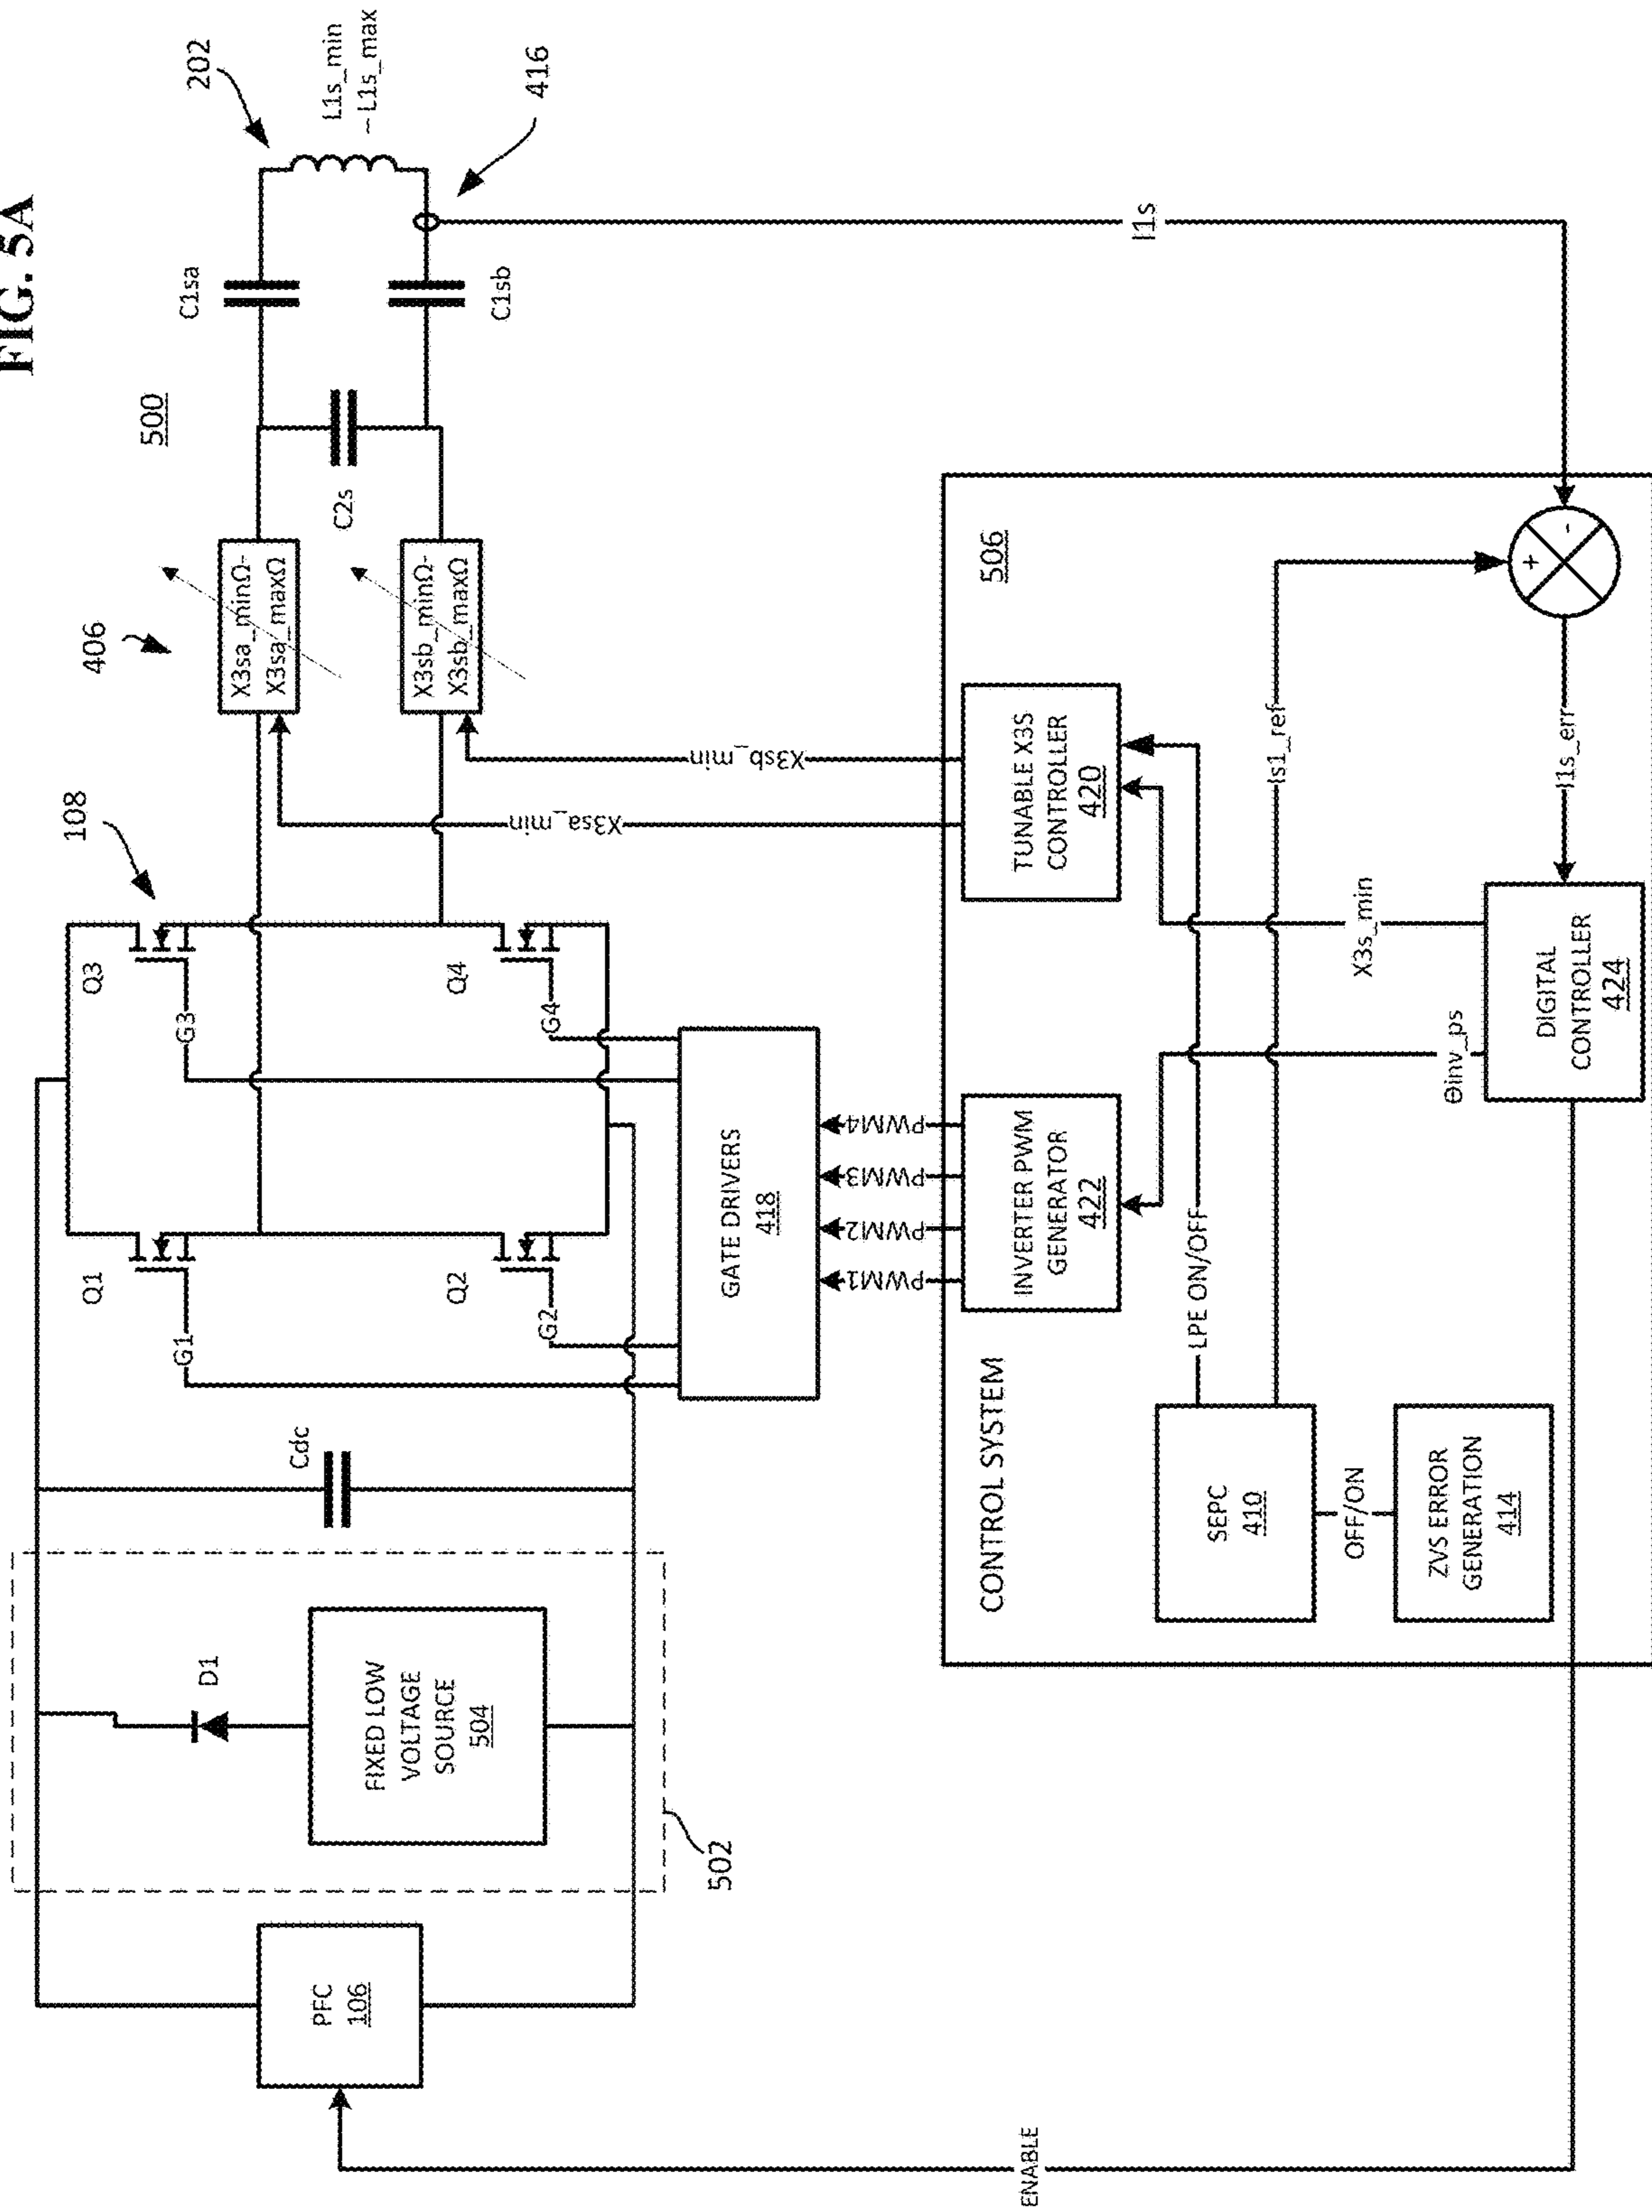 FIG. 5A
500
202
L1s_min
~ L1s_max
416
C1sa
C1sb
C2s
406
X3sa_minΩ-
X3sa_maxΩ
X3sb_minΩ-
X3sb_maxΩ
108
Q3
Q4
Q1
Q2
G3
G4
G1
G2
Cdc
D1
FIXED LOW
VOLTAGE
SOURCE
504
502
PFC
106
GATE DRIVERS
418
PWM1
PWM2
PWM3
PWM4
X3sa_min
X3sb_min
I1s
CONTROL SYSTEM
506
INVERTER PWM
GENERATOR
422
TUNABLE X3S
CONTROLLER
420
SEPC
410
LPE ON/OFF
Is1_ref
OFF/ON
ZVS ERROR
GENERATION
414
Θinv_ps
X3s_min
DIGITAL
CONTROLLER
424
I1s_err
+
-
ENABLE